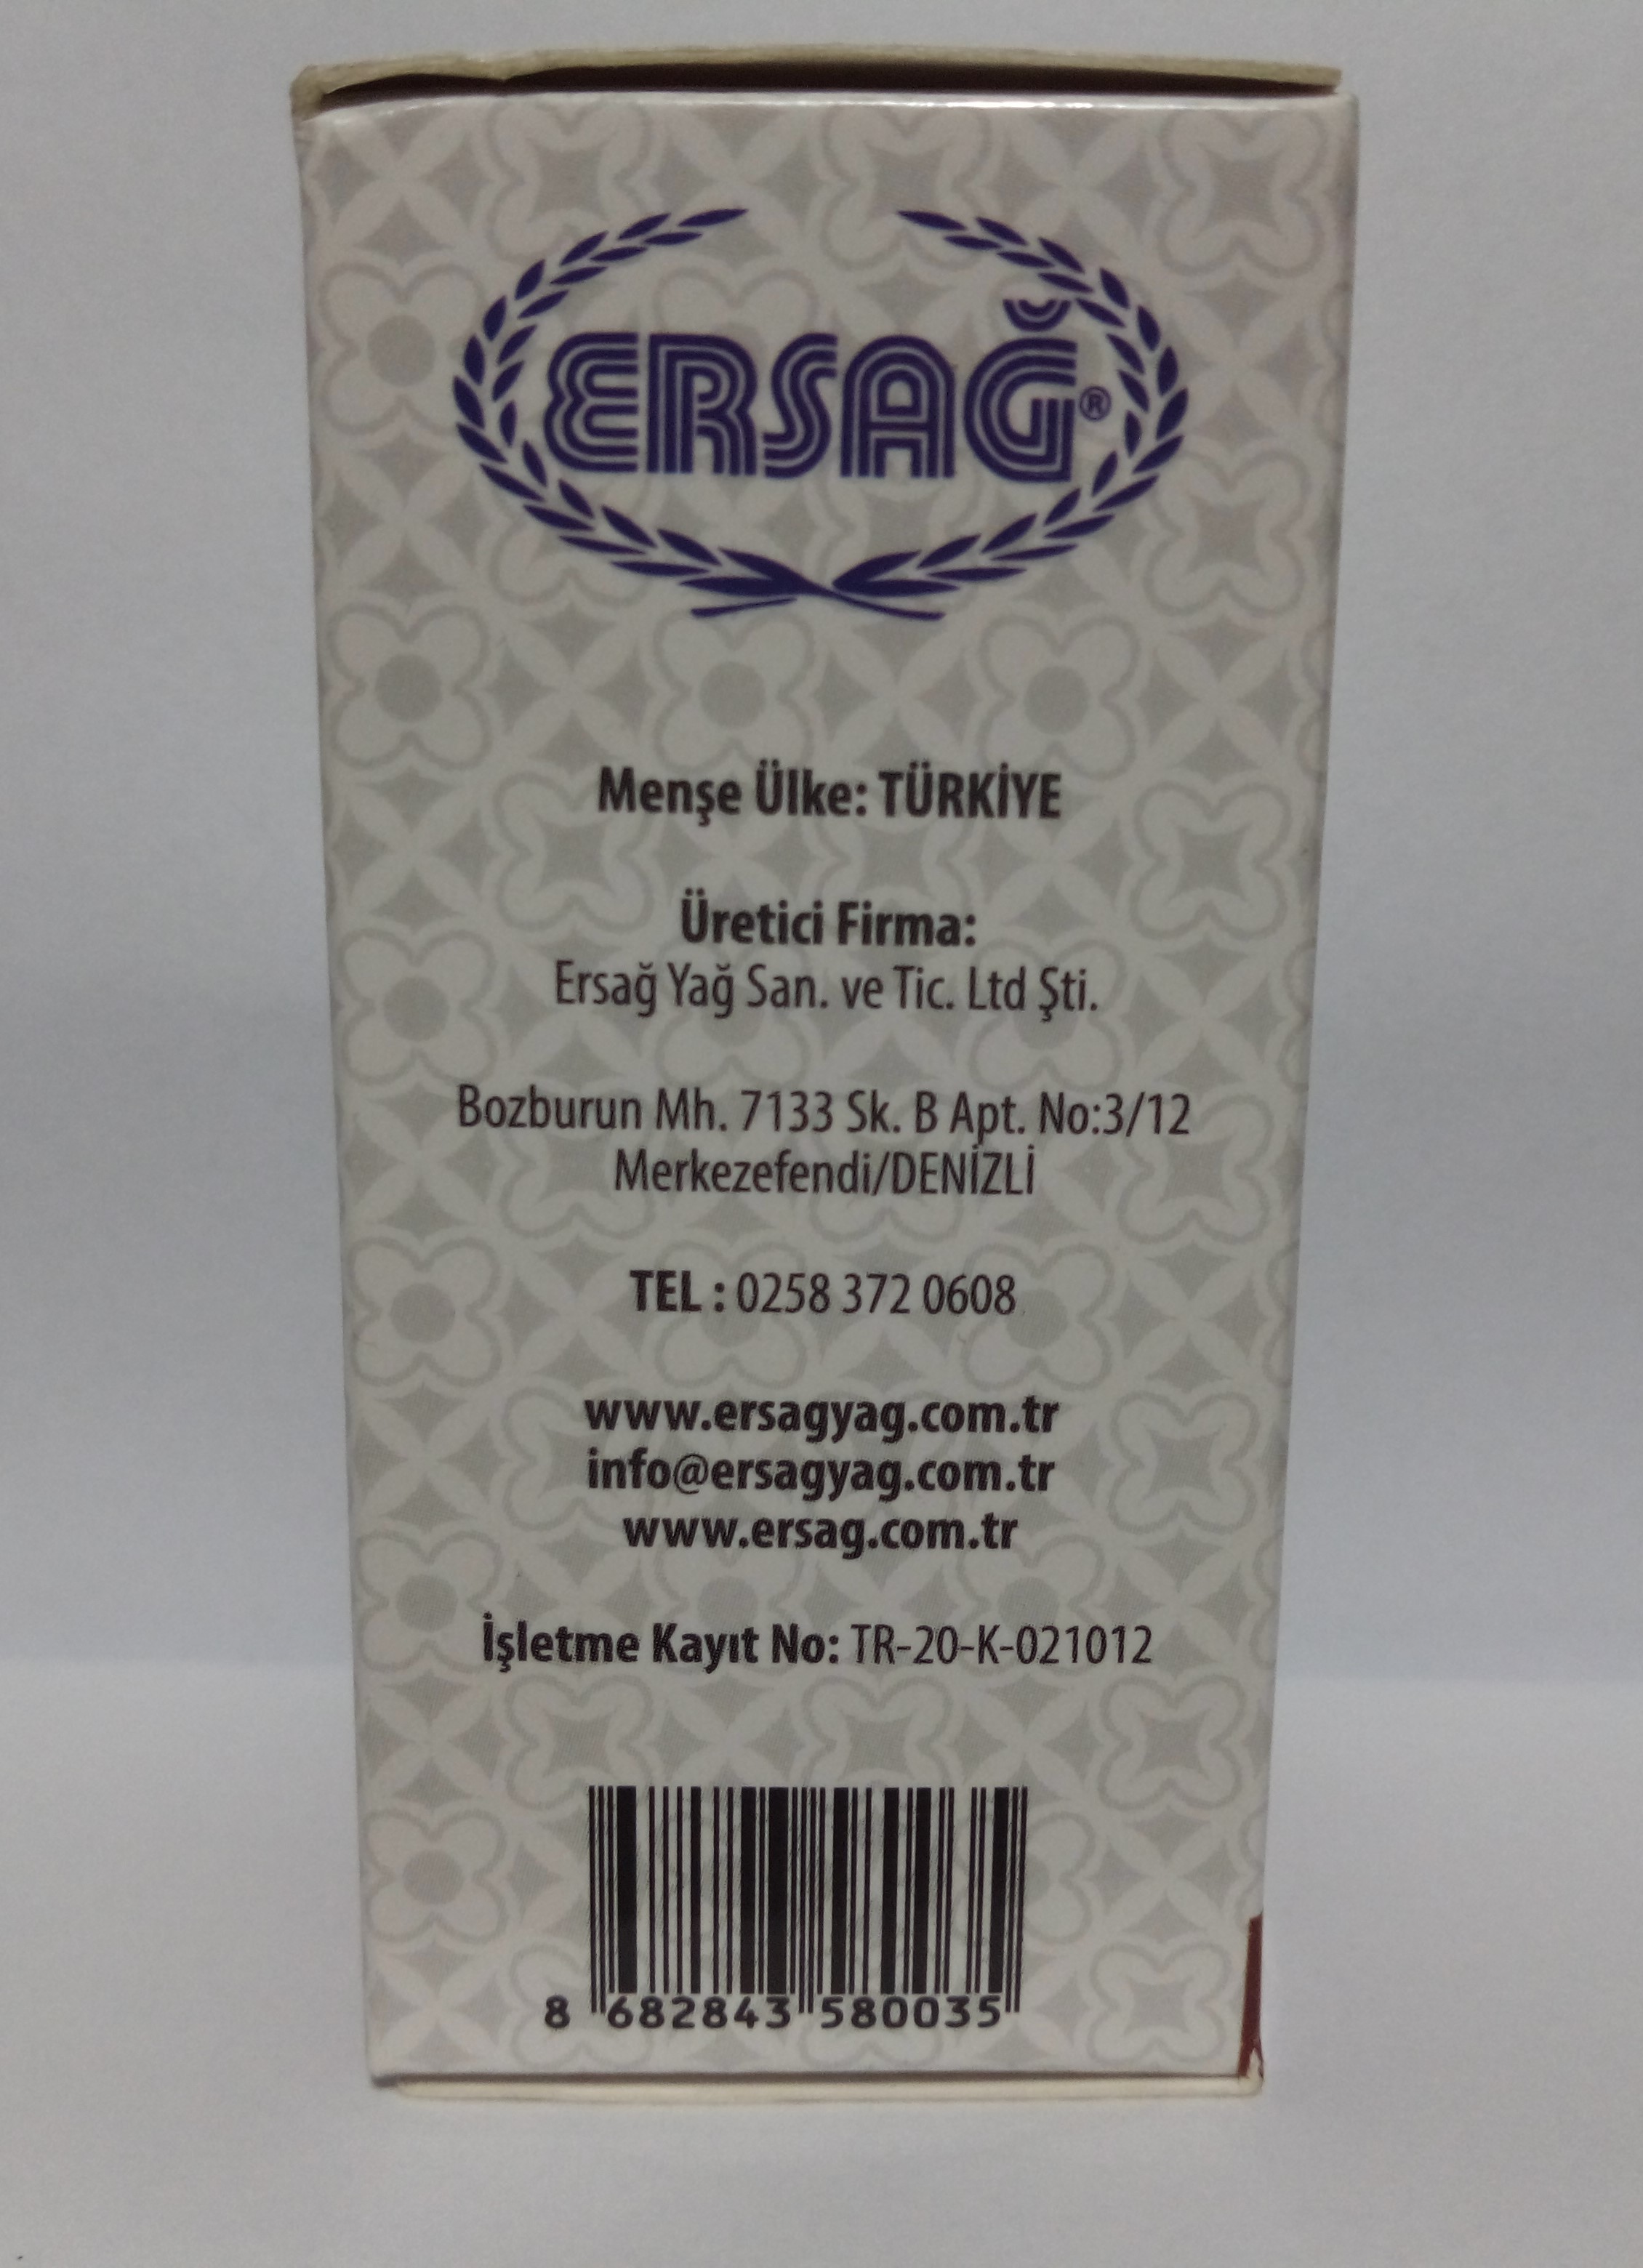 ERSAĞ®
Menşe Ülke: TÜRKİYE
Üretici Firma:
Ersağ Yağ San. ve Tic. Ltd Şti.
Bozburun Mh. 7133 Sk. B Apt. No:3/12
Merkezefendi/DENİZLİ
TEL : 0258 372 0608
www.ersagyag.com.tr
info@ersagyag.com.tr
www.ersag.com.tr
İşletme Kayıt No: TR-20-K-021012
8 682843 580035